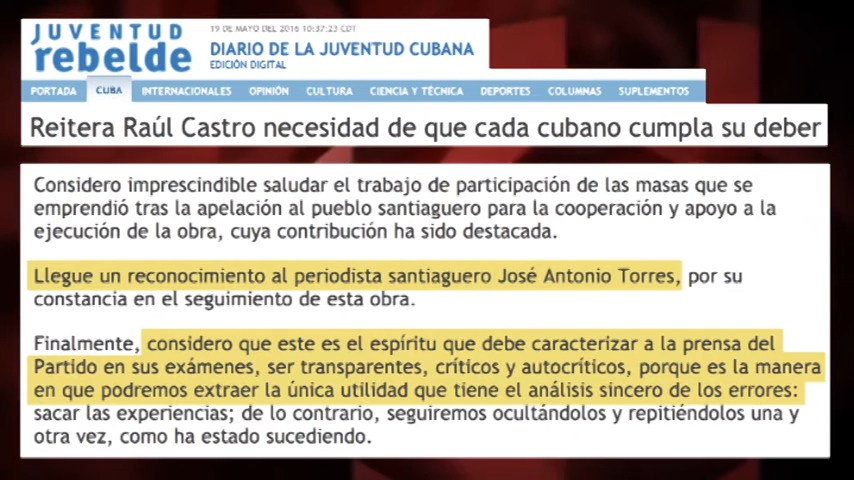 JUVENTUD
rebelde
19 DE MAYO DEL 2016 10:37:23 CDT
DIARIO DE LA JUVENTUD CUBANA
EDICIÓN DIGITAL
PORTADA CUBA INTERNACIONALES OPINIÓN CULTURA CIENCIA Y TÉCNICA DEPORTES COLUMNAS SUPLEMENTOS
Reitera Raúl Castro necesidad de que cada cubano cumpla su deber
Considero imprescindible saludar el trabajo de participación de las masas que se
emprendió tras la apelación al pueblo santiaguero para la cooperación y apoyo a la
ejecución de la obra, cuya contribución ha sido destacada.
Llegue un reconocimiento al periodista santiaguero José Antonio Torres, por su
constancia en el seguimiento de esta obra.
Finalmente, considero que este es el espíritu que debe caracterizar a la prensa del
Partido en sus exámenes, ser transparentes, críticos y autocríticos, porque es la manera
en que podremos extraer la única utilidad que tiene el análisis sincero de los errores:
sacar las experiencias; de lo contrario, seguiremos ocultándolos y repitiéndolos una y
otra vez, como ha estado sucediendo.